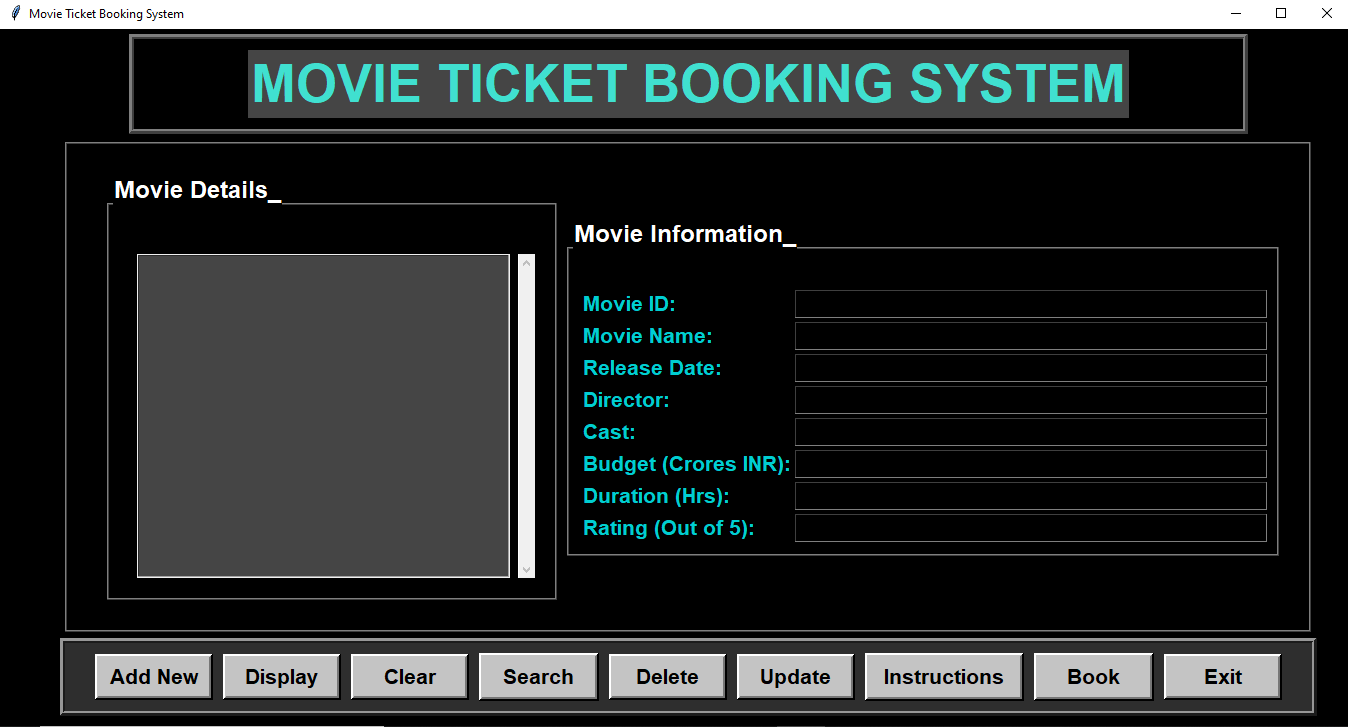 Movie Ticket Booking System
MOVIE TICKET BOOKING SYSTEM
Movie Details_
Movie Information_
Movie ID:
Movie Name:
Release Date:
Director:
Cast:
Budget (Crores INR):
Duration (Hrs):
Rating (Out of 5):
Add New Display Clear Search Delete Update Instructions Book Exit